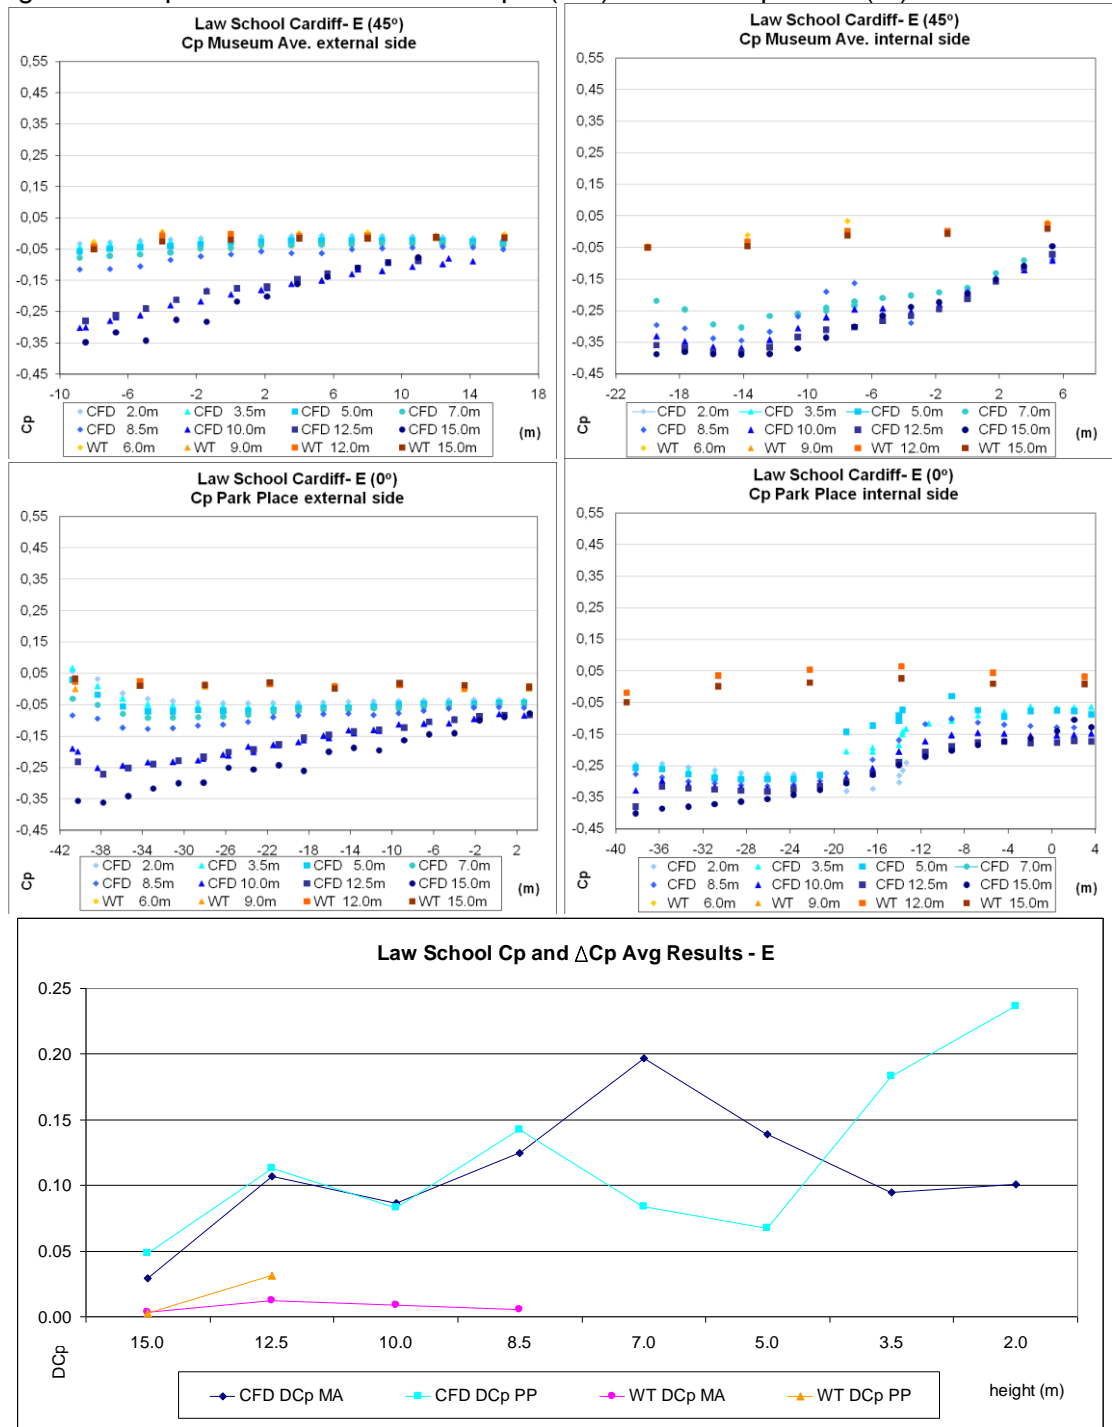 Law School Cardiff- E (45º)
Cp Museum Ave. external side
0,55
0,45
0,35
0,25
0,15
0,05
-0,05
-0,15
-0,25
-0,35
-0,45
-10 -6 -2 2 6 10 14 18
Cp
(m)
CFD 2.0m CFD 3.5m CFD 5.0m CFD 7.0m
CFD 8.5m CFD 10.0m CFD 12.5m CFD 15.0m
WT 6.0m WT 9.0m WT 12.0m WT 15.0m
Law School Cardiff- E (45º)
Cp Museum Ave. internal side
0,55
0,45
0,35
0,25
0,15
0,05
-0,05
-0,15
-0,25
-0,35
-0,45
-22 -18 -14 -10 -6 -2 2 6
Cp
(m)
CFD 2.0m CFD 3.5m CFD 5.0m CFD 7.0m
CFD 8.5m CFD 10.0m CFD 12.5m CFD 15.0m
WT 6.0m WT 9.0m WT 12.0m WT 15.0m
Law School Cardiff- E (0º)
Cp Park Place external side
0,55
0,45
0,35
0,25
0,15
0,05
-0,05
-0,15
-0,25
-0,35
-0,45
-42 -38 -34 -30 -26 -22 -18 -14 -10 -6 -2 2
Cp
(m)
CFD 2.0m CFD 3.5m CFD 5.0m CFD 7.0m
CFD 8.5m CFD 10.0m CFD 12.5m CFD 15.0m
WT 6.0m WT 9.0m WT 12.0m WT 15.0m
Law School Cardiff- E (0º)
Cp Park Place internal side
0,55
0,45
0,35
0,25
0,15
0,05
-0,05
-0,15
-0,25
-0,35
-0,45
-40 -36 -32 -28 -24 -20 -16 -12 -8 -4 0 4
Cp
(m)
CFD 2.0m CFD 3.5m CFD 5.0m CFD 7.0m
CFD 8.5m CFD 10.0m CFD 12.5m CFD 15.0m
WT 6.0m WT 9.0m WT 12.0m WT 15.0m
Law School Cp and ΔCp Avg Results - E
0.25
0.20
0.15
0.10
0.05
0.00
15.0 12.5 10.0 8.5 7.0 5.0 3.5 2.0
DCp
height (m)
CFD DCp MA CFD DCp PP WT DCp MA WT DCp PP